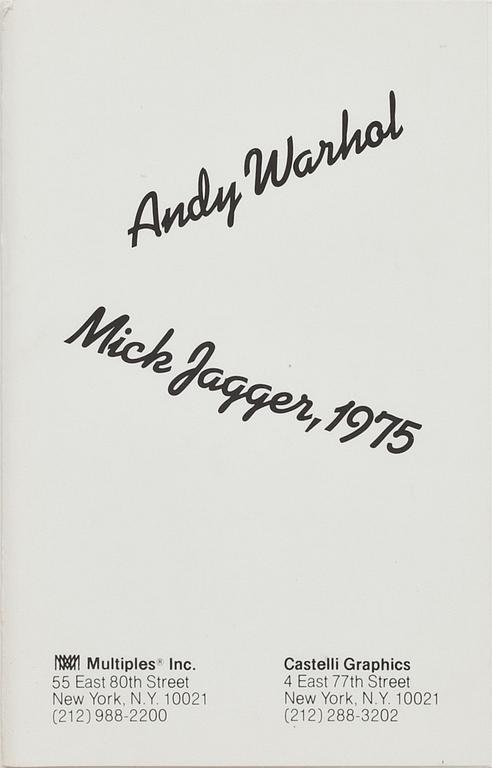 Andy Warhol
Mick Jagger, 1975
Multiples® Inc.
55 East 80th Street
New York, N.Y. 10021
(212) 988-2200
Castelli Graphics
4 East 77th Street
New York, N.Y. 10021
(212) 288-3202